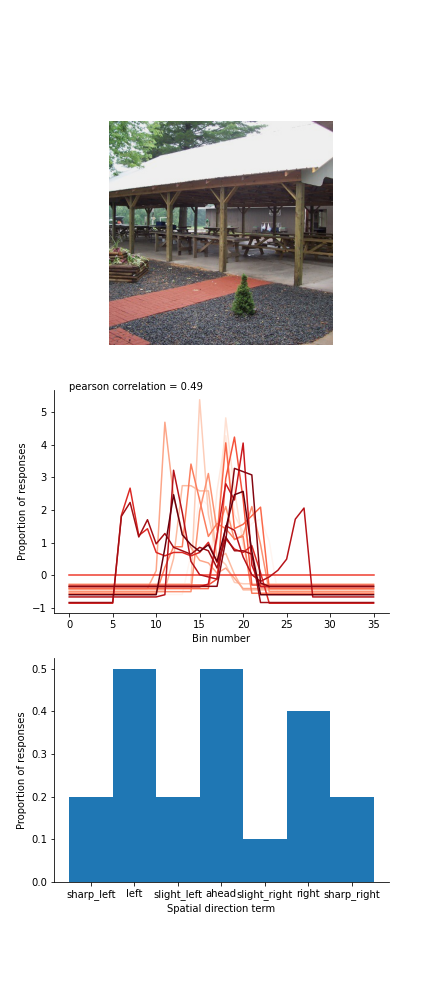 pearson correlation = 0.49
5
4
3
2
1
0
−1
Proportion of responses
0 5 10 15 20 25 30 35
Bin number
0.5
0.4
0.3
0.2
0.1
0.0
Proportion of responses
sharp_left left slight_left ahead slight_right right sharp_right
Spatial direction term